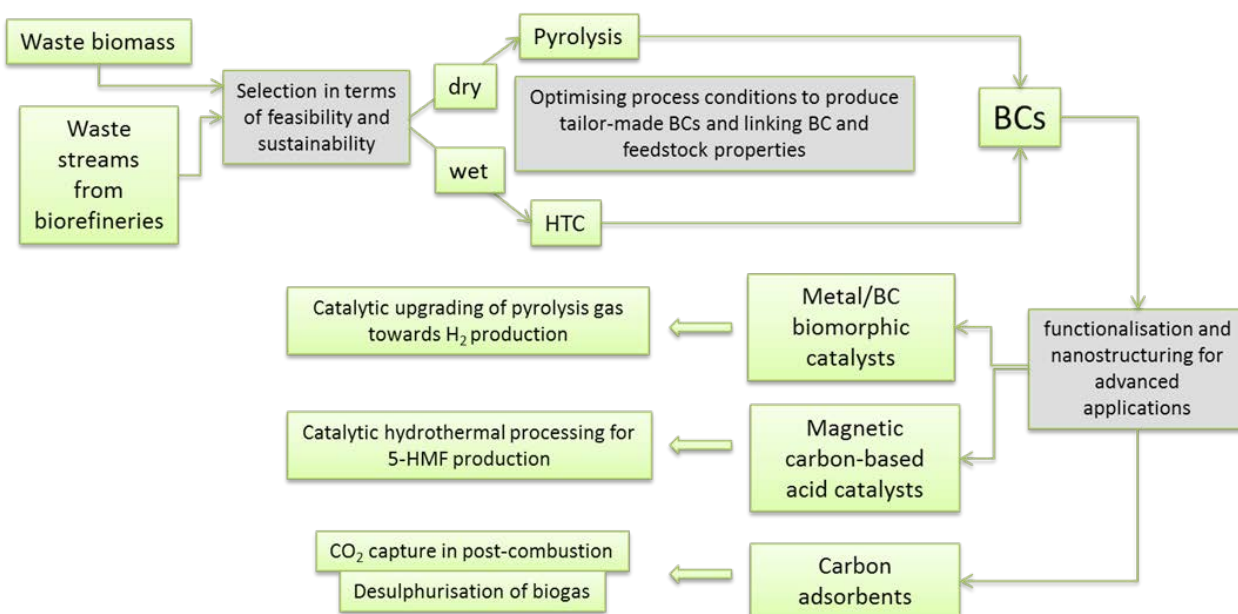 Waste biomass
Waste
streams
from
biorefineries
Selection in terms
of feasibility and
sustainability
dry
wet
Pyrolysis
Optimising process conditions to produce
tailor-made BCs and linking BC and
feedstock properties
HTC
BCs
functionalisation and
nanostructuring for
advanced
applications
Metal/BC
biomorphic
catalysts
Catalytic upgrading of pyrolysis gas
towards H₂ production
Magnetic
carbon-based
acid catalysts
Catalytic hydrothermal processing for
5-HMF production
Carbon
adsorbents
CO₂ capture in post-combustion
Desulphurisation of biogas